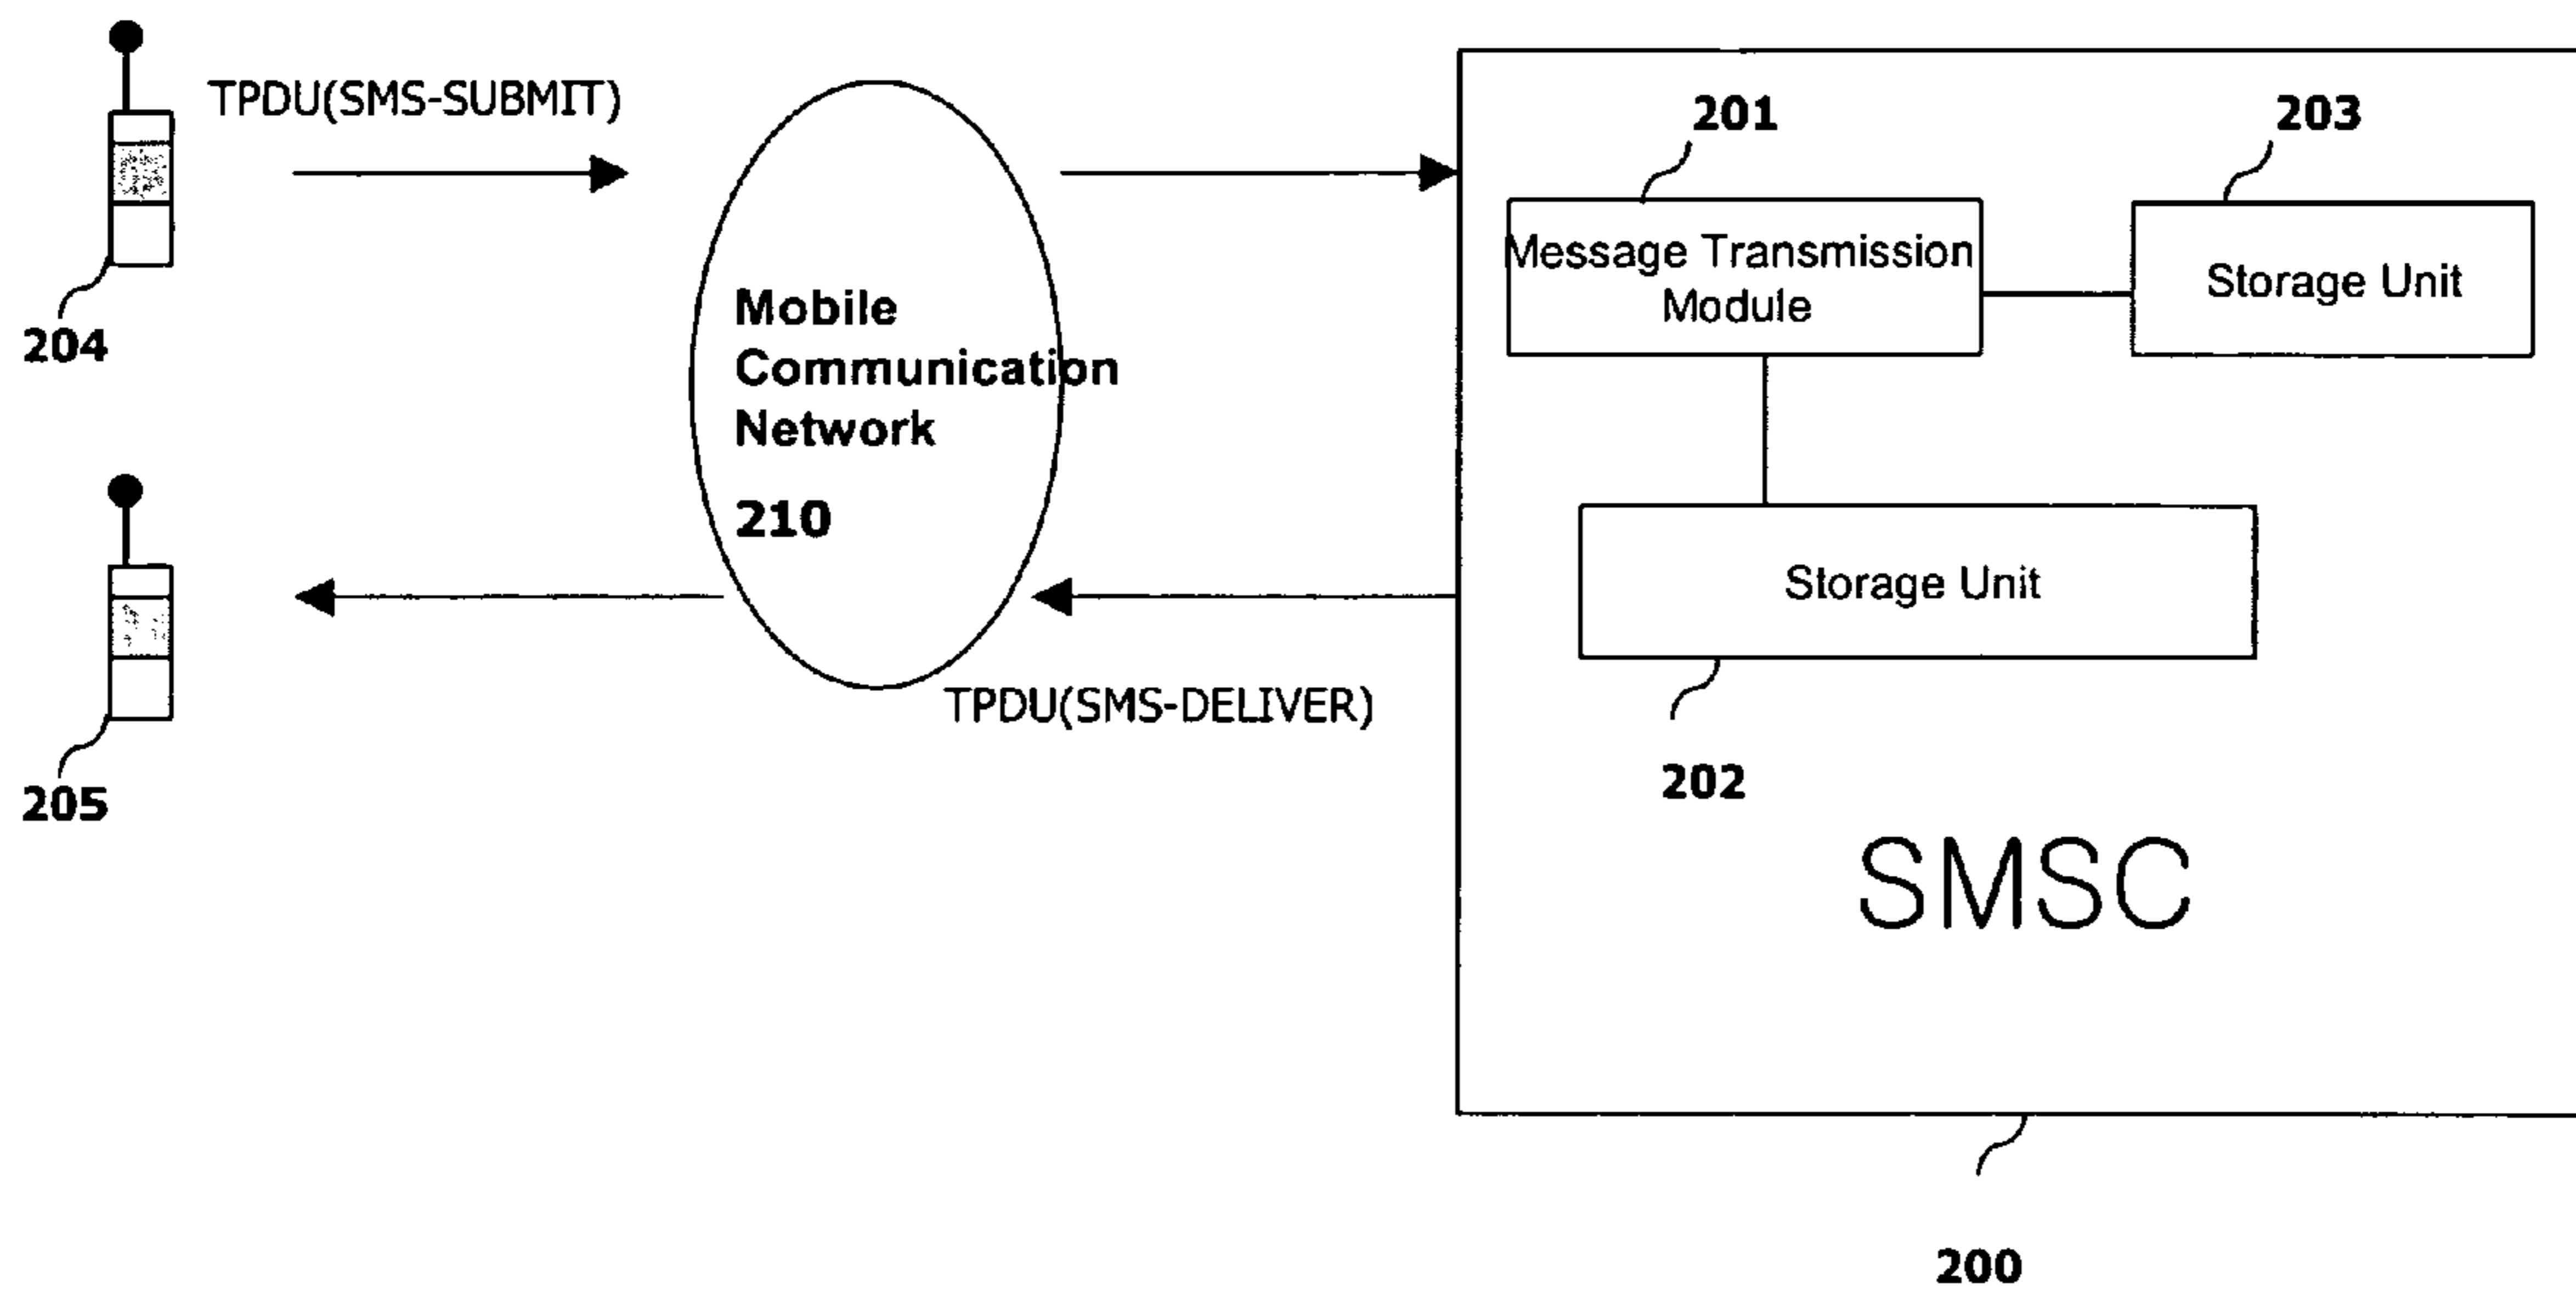 TPDU(SMS-SUBMIT)
204
Mobile
Communication
Network
210
205
TPDU(SMS-DELIVER)
201
203
Message Transmission
Module
Storage Unit
Storage Unit
202
SMSC
200